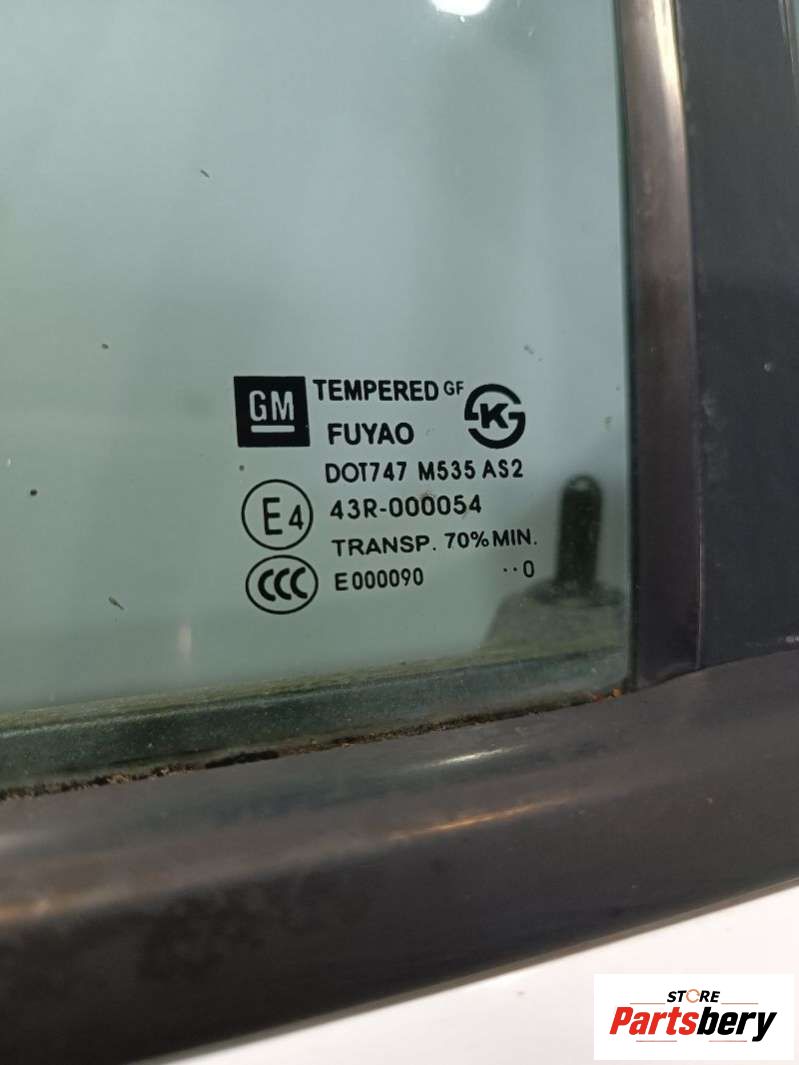 GM TEMPERED GF
FUYAO
DOT747 M535 AS2
E4 43R-000054
TRANSP. 70% MIN.
CCC E000090 ..0
STORE
Partsbery